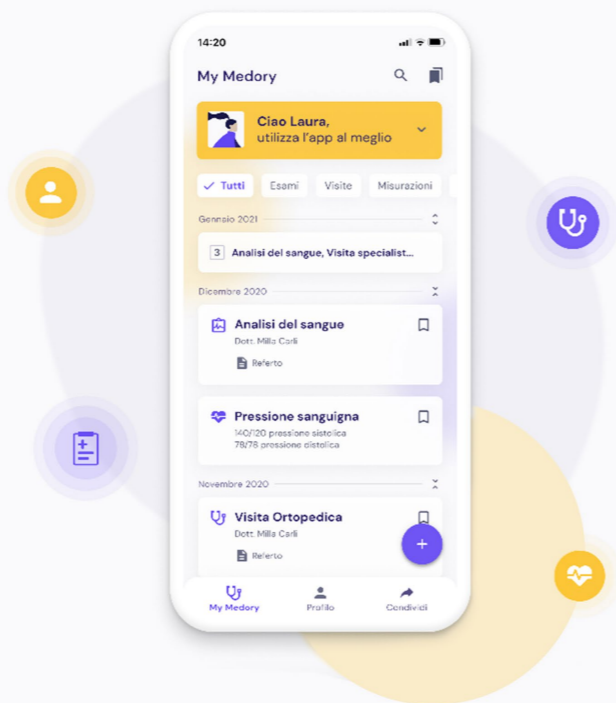 14:20
My Medory
Ciao Laura,
utilizza l'app al meglio
Tutti Esami Visite Misurazioni
Gennaio 2021
3 Analisi del sangue, Visita specialist...
Dicembre 2020
Analisi del sangue
Dott. Milla Carli
Referto
Pressione sanguigna
140/120 pressione sistolica
78/78 pressione distolica
Novembre 2020
Visita Ortopedica
Dott. Milla Carli
Referto
+
My Medory Profilo Condividi